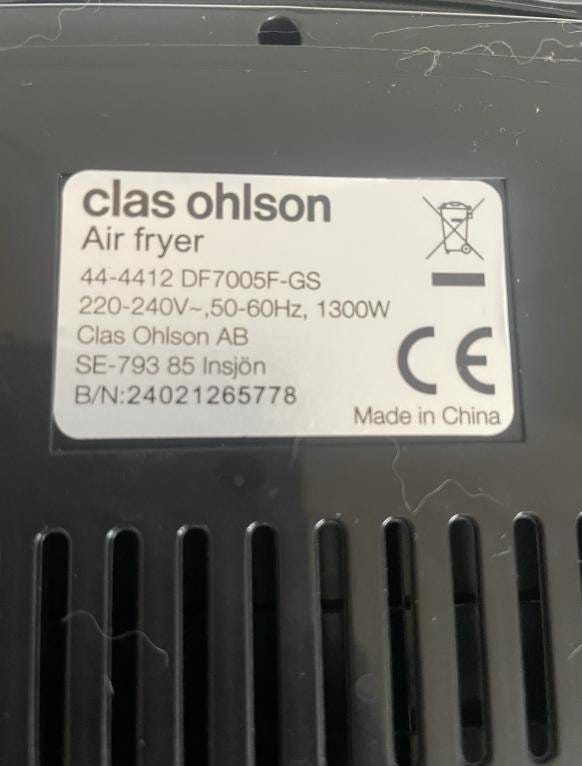 clas ohlson
Air fryer
44-4412 DF7005F-GS
220-240V~,50-60Hz, 1300W
Clas Ohlson AB
SE-793 85 Insjön
B/N:24021265778
CE
Made in China